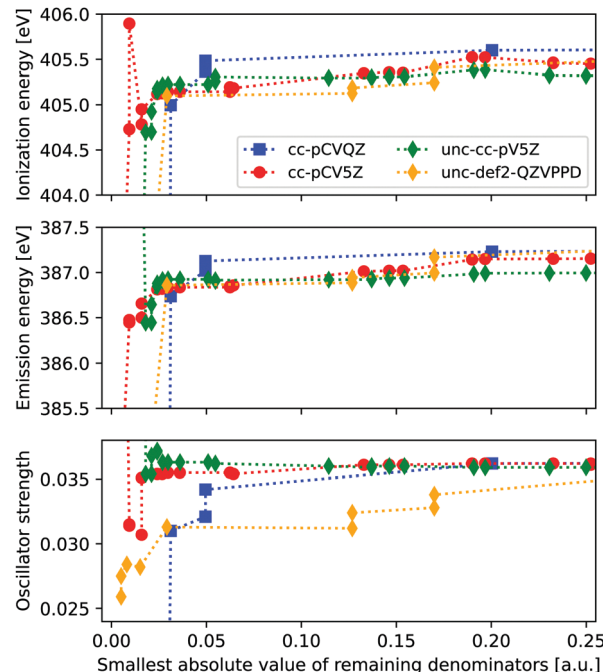 406.0
405.5
405.0
404.5
404.0
Ionization energy [eV]
cc-pCVQZ
cc-pCV5Z
unc-cc-pV5Z
unc-def2-QZVPPD
387.5
387.0
386.5
386.0
385.5
Emission energy [eV]
0.035
0.030
0.025
Oscillator strength
0.00 0.05 0.10 0.15 0.20 0.25
Smallest absolute value of remaining denominators [a.u.]